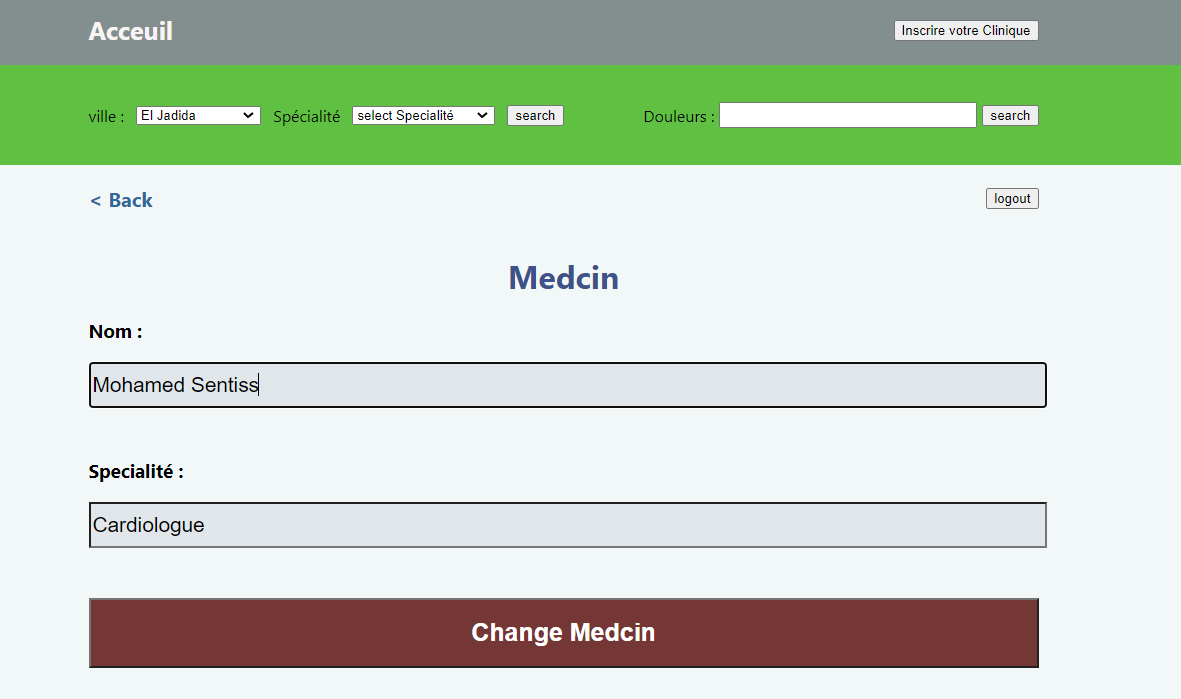 Acceuil Inscrire votre Clinique
ville : El Jadida Spécialité select Specialité search Douleurs : search
< Back logout
Medcin
Nom :
Mohamed Sentiss
Specialité :
Cardiologue
Change Medcin